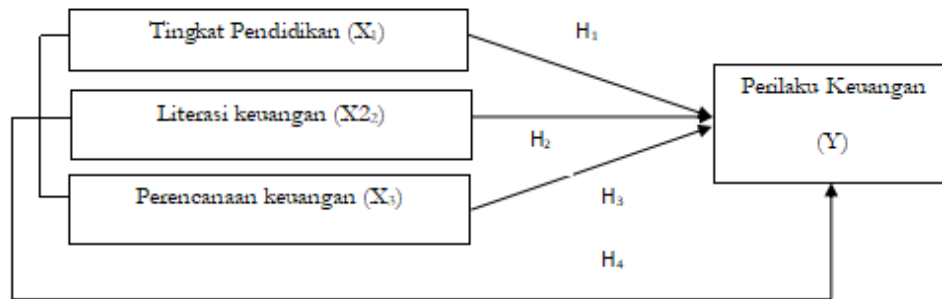 Tingkat Pendidikan (X₁)
H₁
Perilaku Keuangan
(Y)
Literasi keuangan (X2₂)
H₂
Perencanaan keuangan (X₃)
H₃
H₄